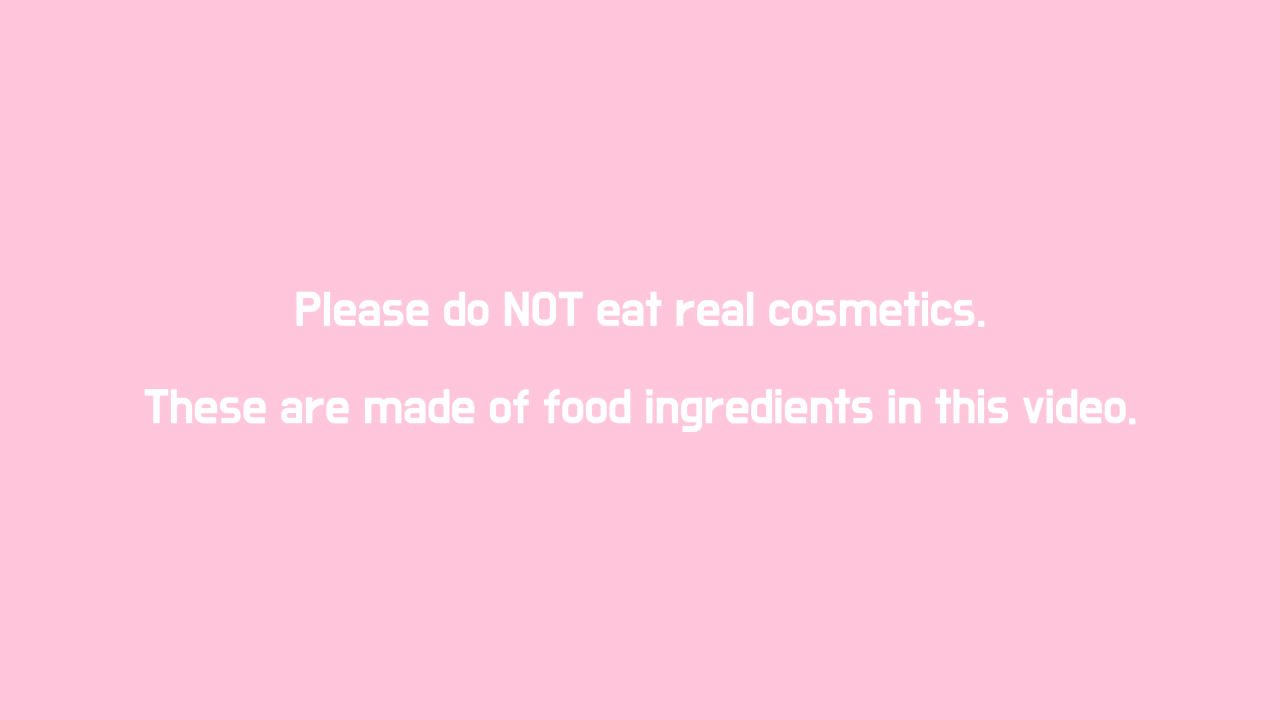 Please do NOT eat real cosmetics.
These are made of food ingredients in this video.